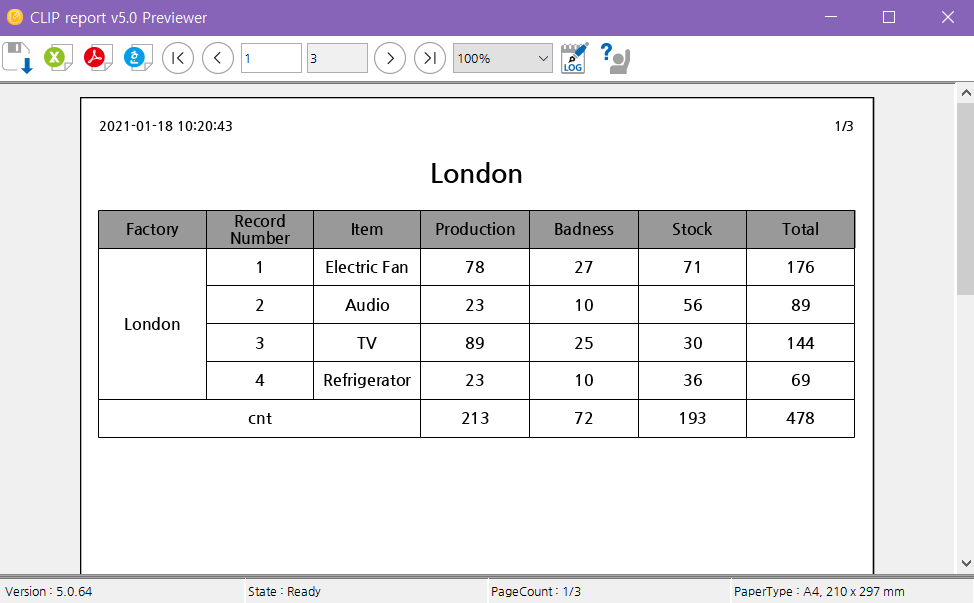 CLIP report v5.0 Previewer
1 3 100% LOG ?
2021-01-18 10:20:43 1/3
London
Factory Record Number Item Production Badness Stock Total
London 1 Electric Fan 78 27 71 176
2 Audio 23 10 56 89
3 TV 89 25 30 144
4 Refrigerator 23 10 36 69
cnt 213 72 193 478
Version : 5.0.64 State : Ready PageCount : 1/3 PaperType : A4, 210 x 297 mm